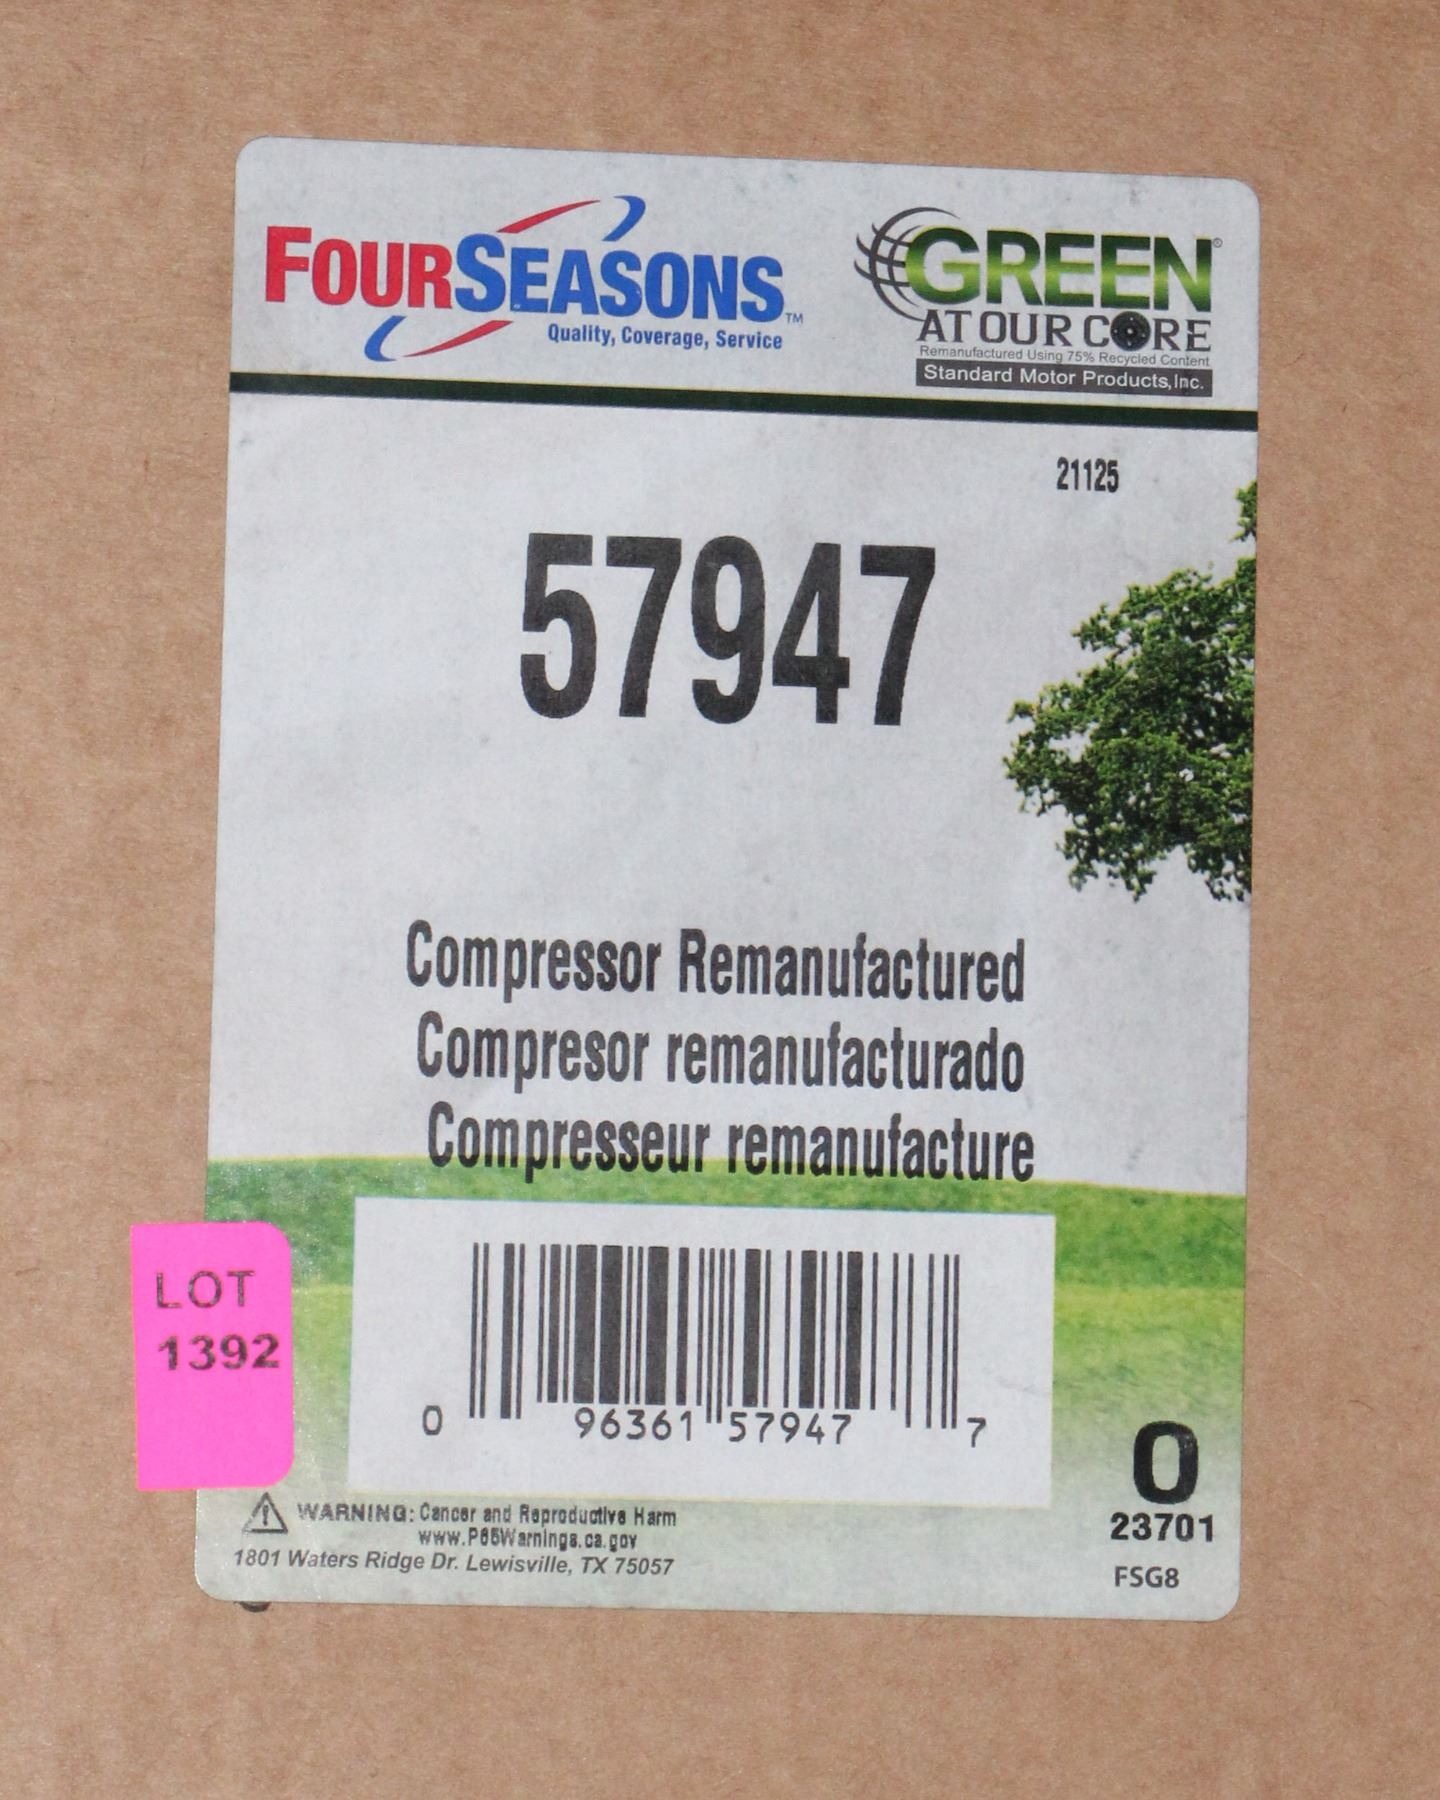 FOURSEASONS™
Quality, Coverage, Service
GREEN®
AT OUR CORE
Remanufactured Using 75% Recycled Content
Standard Motor Products, Inc.
21125
57947
Compressor Remanufactured
Compresor remanufacturado
Compresseur remanufacture
LOT
1392
0 96361 57947 7
0
23701
FSG8
WARNING: Cancer and Reproductive Harm
www.P65Warnings.ca.gov
1801 Waters Ridge Dr. Lewisville, TX 75057